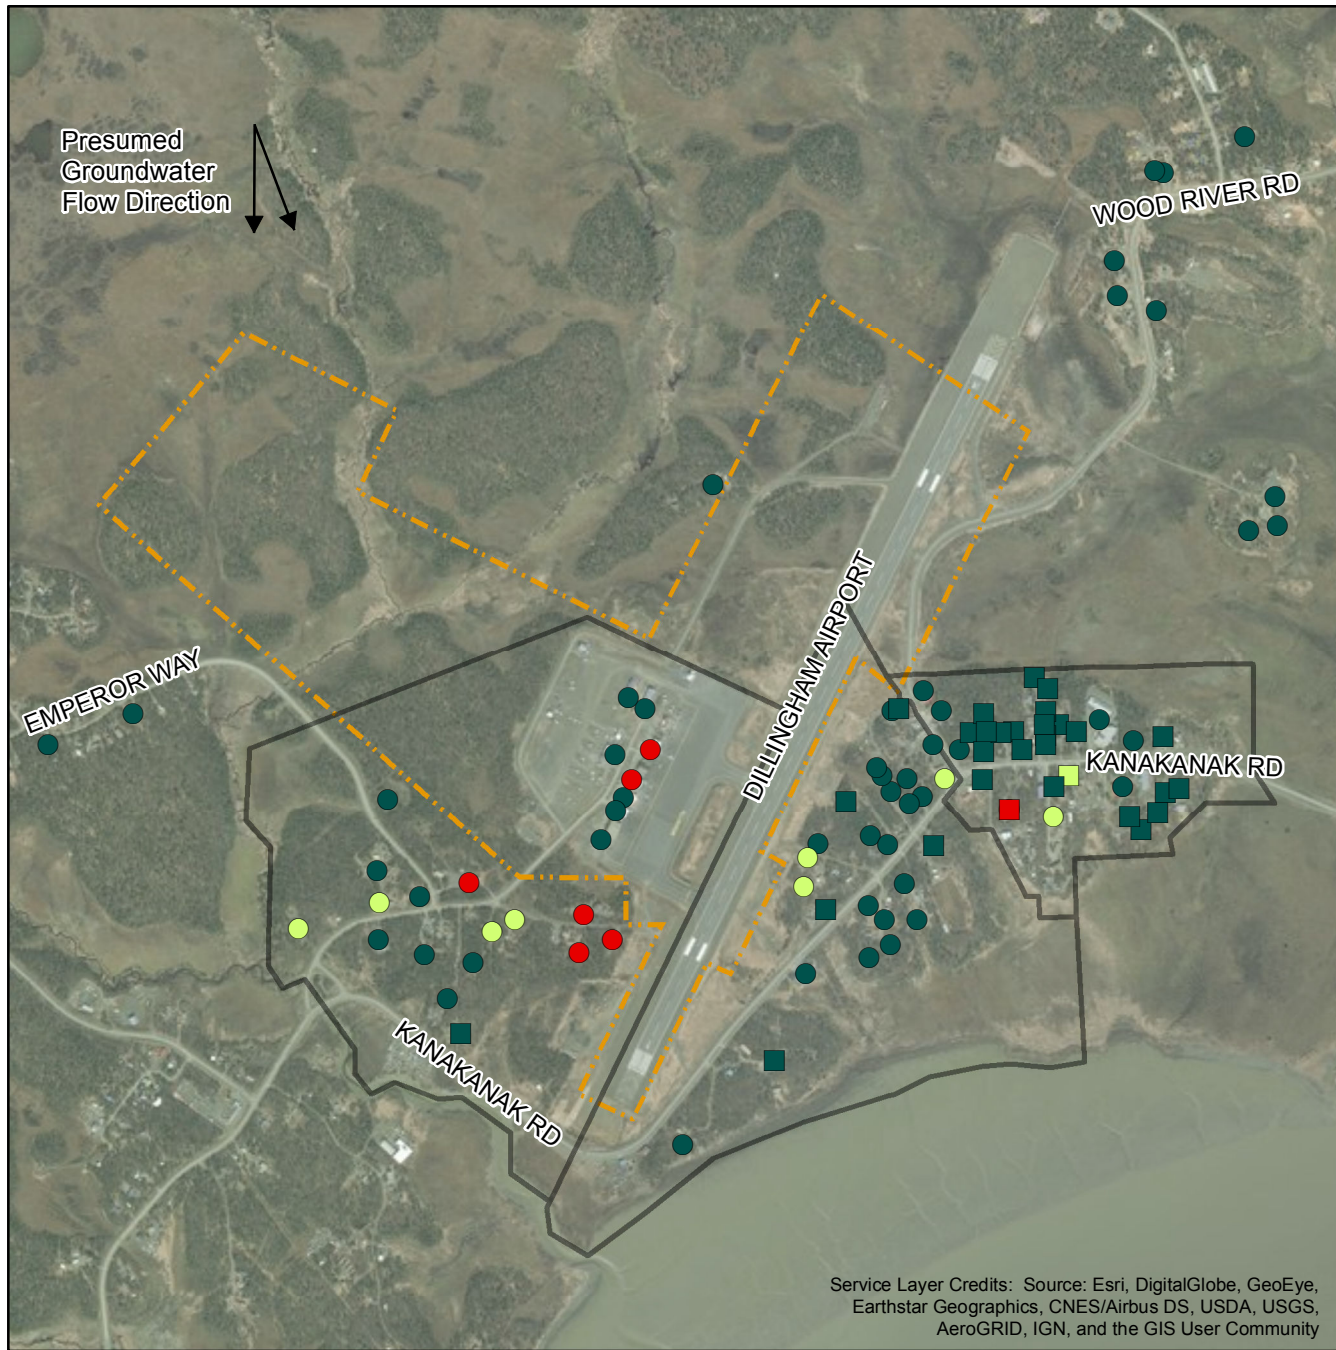 Presumed
Groundwater
Flow Direction
WOOD RIVER RD
EMPEROR WAY
DILLINGHAM AIRPORT
KANAKANAK RD
KANAKANAK RD
Service Layer Credits: Source: Esri, DigitalGlobe, GeoEye,
Earthstar Geographics, CNES/Airbus DS, USDA, USGS,
AeroGRID, IGN, and the GIS User Community